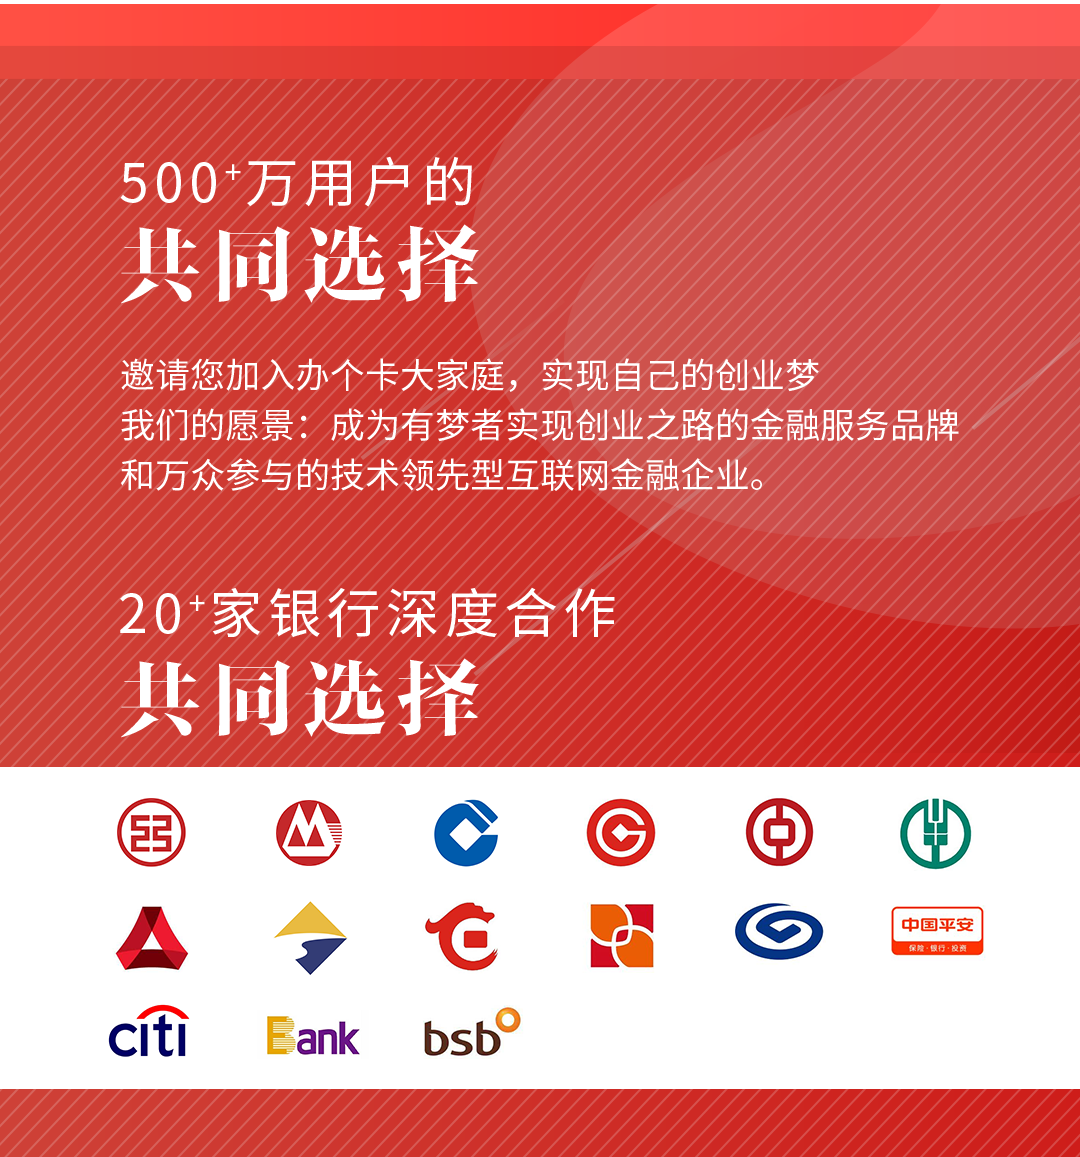 500+万用户的
共同选择
邀请您加入办个卡大家庭，实现自己的创业梦
我们的愿景：成为有梦者实现创业之路的金融服务品牌
和万众参与的技术领先型互联网金融企业。
20+家银行深度合作
共同选择
中国平安
保险·银行·投资
citi
Bank
bsb